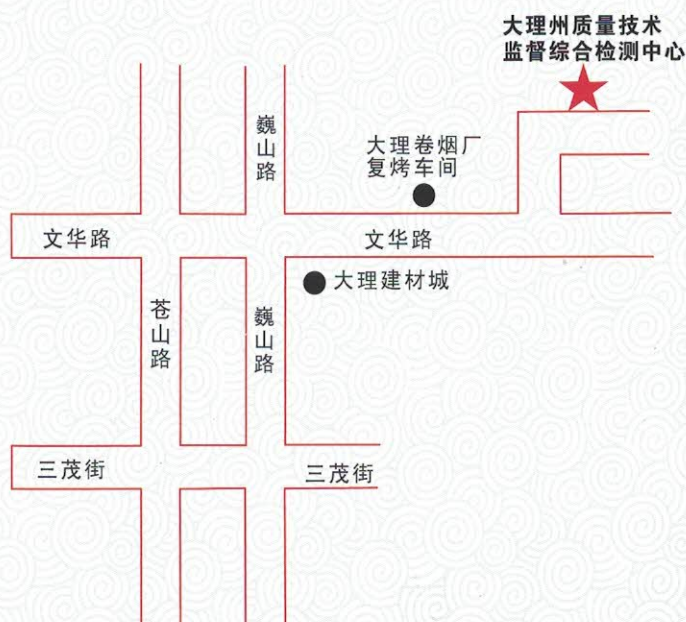 大理州质量技术
监督综合检测中心
巍山路
大理卷烟厂
复烤车间
文华路
文华路
大理建材城
苍山路
巍山路
三茂街
三茂街